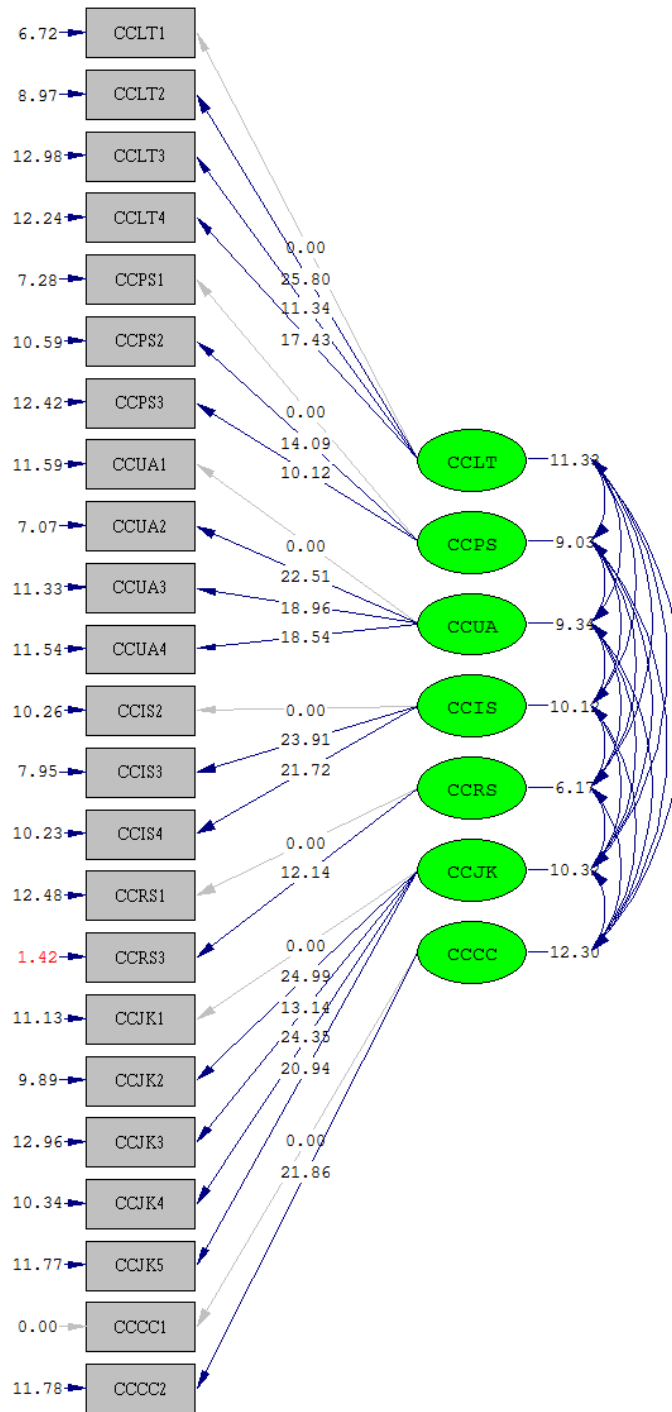 6.72 CCLT1
8.97 CCLT2
12.98 CCLT3
12.24 CCLT4
7.28 CCPS1
10.59 CCPS2
12.42 CCPS3
11.59 CCUA1
7.07 CCUA2
11.33 CCUA3
11.54 CCUA4
10.26 CCIS2
7.95 CCIS3
10.23 CCIS4
12.48 CCRS1
1.42 CCRS3
11.13 CCJK1
9.89 CCJK2
12.96 CCJK3
10.34 CCJK4
11.77 CCJK5
0.00 CCCC1
11.78 CCCC2
0.00
25.80
11.34
17.43
0.00
14.09
10.12
0.00
22.51
18.96
18.54
0.00
23.91
21.72
0.00
12.14
0.00
24.99
13.14
24.35
20.94
0.00
21.86
CCLT
CCPS 9.03
CCUA 9.34
CCIS 10.12
CCRS 6.17
CCJK 10.32
CCCC 12.30